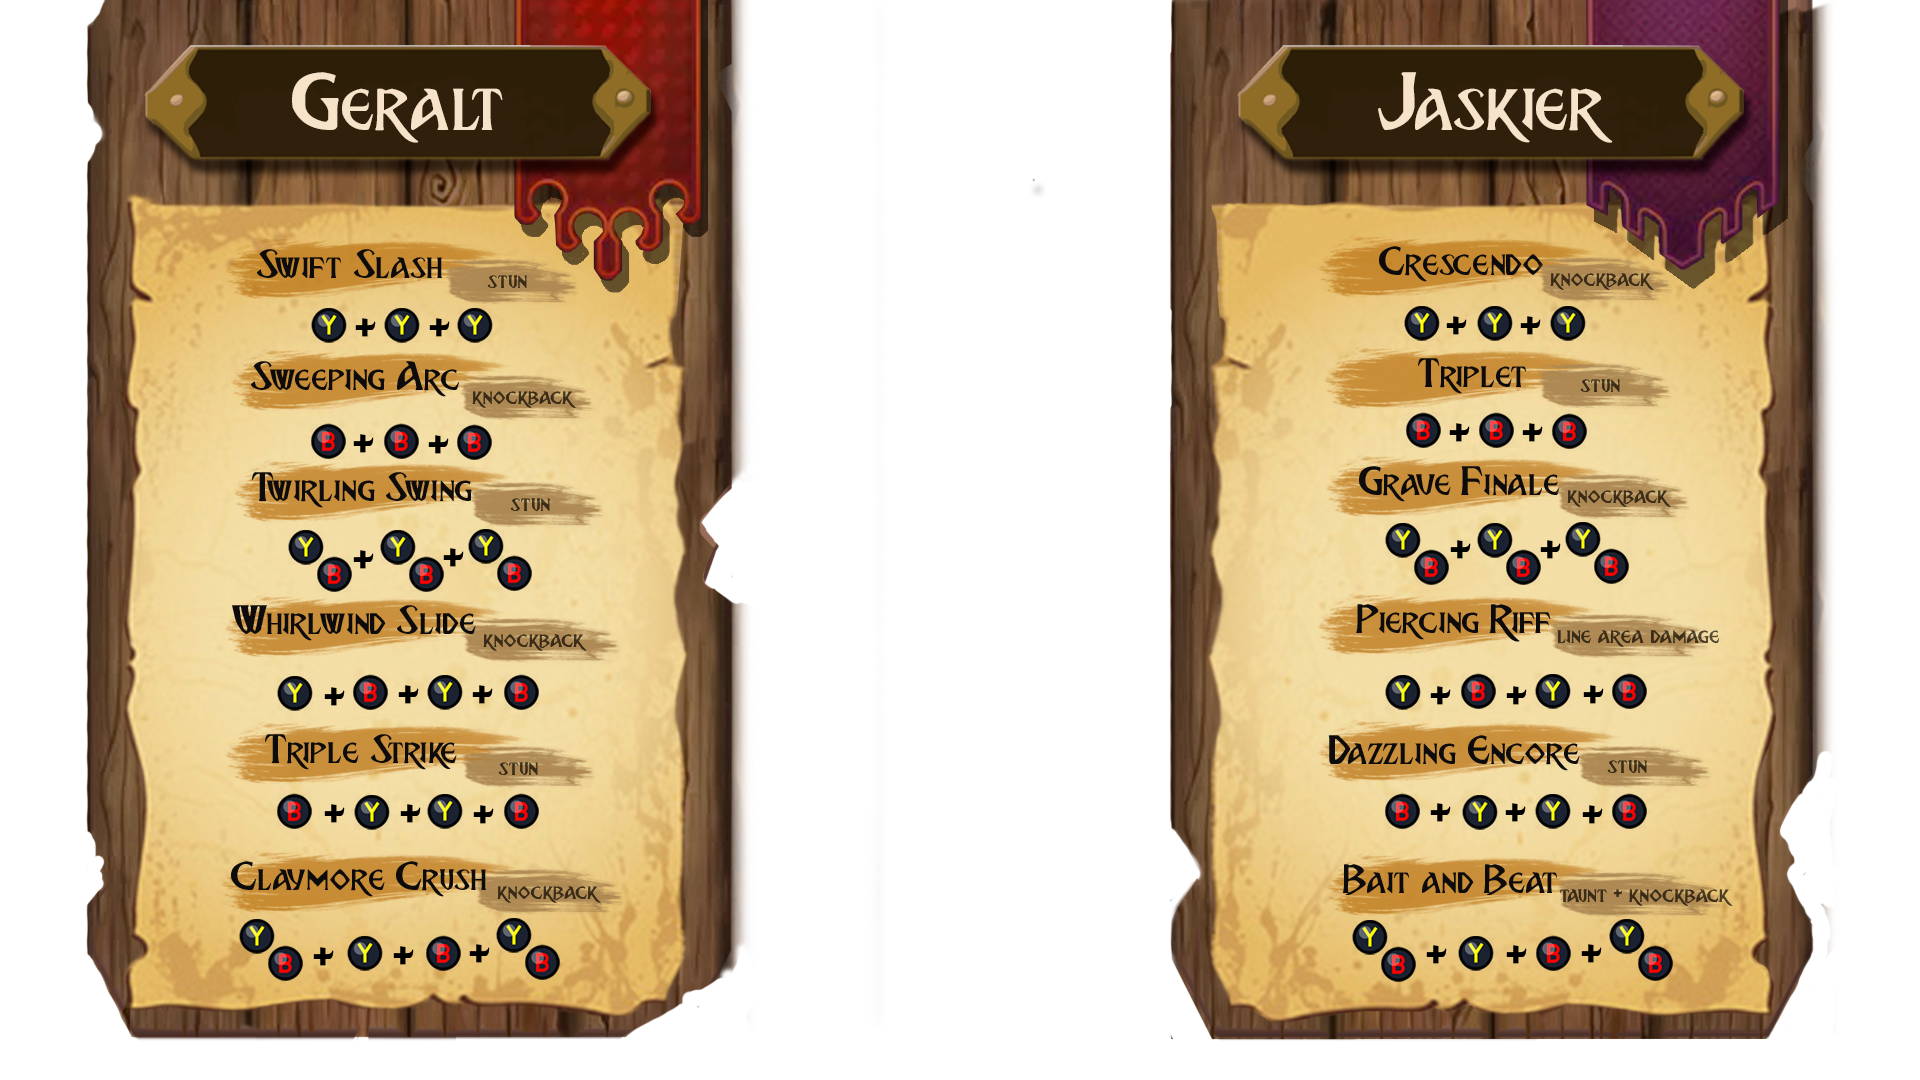 Geralt
Swift Slash stun
Y + Y + Y
Sweeping Arc knockback
B + B + B
Twirling Swing stun
Y B + Y B + Y B
Whirlwind Slide knockback
Y + B + Y + B
Triple Strike stun
B + Y + Y + B
Claymore Crush knockback
Y B + Y + B + Y B
Jaskier
Crescendo knockback
Y + Y + Y
Triplet stun
B + B + B
Grave Finale knockback
Y B + Y B + Y B
Piercing Riff line area damage
Y + B + Y + B
Dazzling Encore stun
B + Y + Y + B
Bait and Beat taunt + knockback
Y B + Y + B + Y B